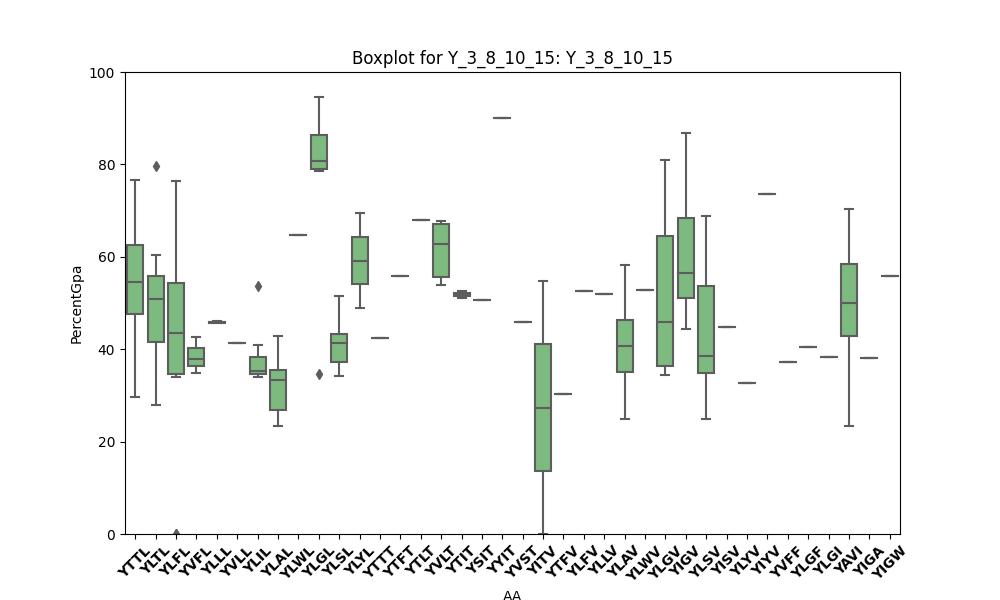 Boxplot for Y_3_8_10_15: Y_3_8_10_15
100
80
60
40
20
0
PercentGpa
YTTL YLTL YLFL YVFL YLLL YVLL YLIL YLAL YLWL YLGL YLSL YLYL YTTT YTFT YTLT YVLT YTIT YSIT YYIT YVST YITV YTFV YLFV YLLV YLAV YLWV YLGV YIGV YLSV YISV YLYV YIYV YVFF YLGF YLGI YAVI YIGA YIGW
AA